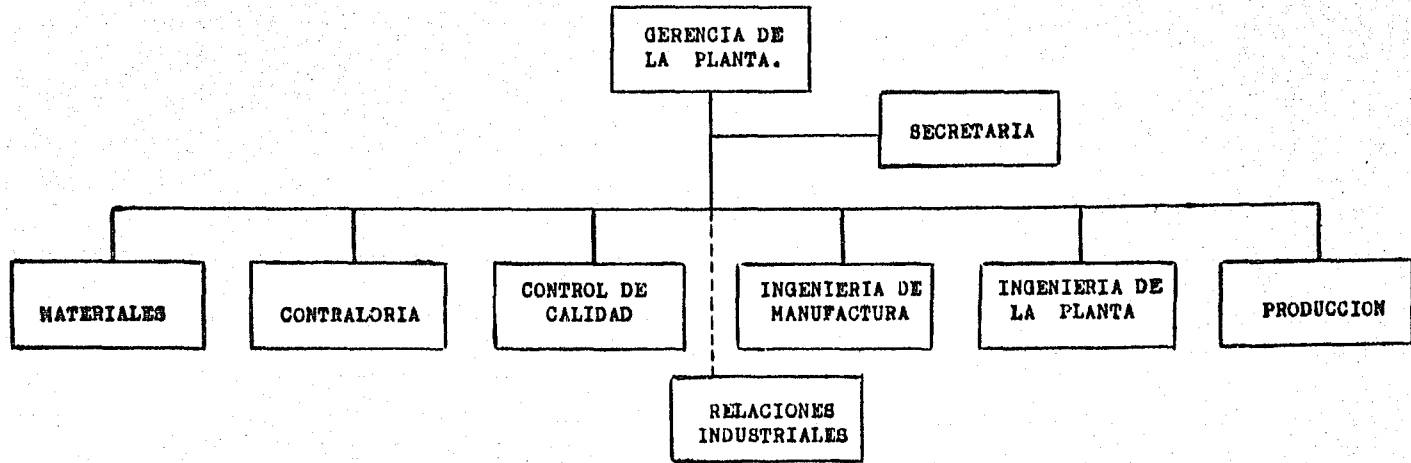 GERENCIA DE
LA PLANTA.
SECRETARIA
MATERIALES
CONTRALORIA
CONTROL DE
CALIDAD
INGENIERIA DE
MANUFACTURA
INGENIERIA DE
LA PLANTA
PRODUCCION
RELACIONES
INDUSTRIALES